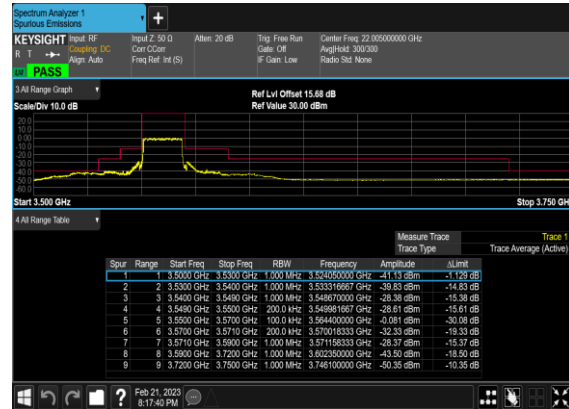 Spectrum Analyzer 1
Spurious Emissions
KEYSIGHT Input: RF Input Z: 50 Ω Atten: 20 dB Trig: Free Run Center Freq: 22.005000000 GHz
R T Coupling: DC Corr CCorr Gate: Off Avg|Hold: 300/300
Align: Auto Freq Ref: Int (S) IF Gain: Low Radio Std: None
PASS
3 All Range Graph
Ref Lvl Offset 15.68 dB
Scale/Div 10.0 dB Ref Value 30.00 dBm
20.0
10.0
0.00
-10.0
-20.0
-30.0
-40.0
-50.0
-60.0
Start 3.500 GHz Stop 3.750 GHz
4 All Range Table
Measure Trace Trace 1
Trace Type Trace Average (Active)
Spur Range Start Freq Stop Freq RBW Frequency Amplitude ΔLimit
1 1 3.5000 GHz 3.5300 GHz 1.000 MHz 3.524050000 GHz -41.13 dBm -1.129 dB
2 2 3.5300 GHz 3.5400 GHz 1.000 MHz 3.533316667 GHz -39.83 dBm -14.83 dB
3 3 3.5400 GHz 3.5490 GHz 1.000 MHz 3.548670000 GHz -28.38 dBm -15.38 dB
4 4 3.5490 GHz 3.5500 GHz 200.0 kHz 3.549981667 GHz -28.61 dBm -15.61 dB
5 5 3.5500 GHz 3.5700 GHz 100.0 kHz 3.564400000 GHz -0.081 dBm -30.08 dB
6 6 3.5700 GHz 3.5710 GHz 200.0 kHz 3.570018333 GHz -32.33 dBm -19.33 dB
7 7 3.5710 GHz 3.5900 GHz 1.000 MHz 3.571158333 GHz -28.37 dBm -15.37 dB
8 8 3.5900 GHz 3.7200 GHz 1.000 MHz 3.602350000 GHz -43.50 dBm -18.50 dB
9 9 3.7200 GHz 3.7500 GHz 1.000 MHz 3.746100000 GHz -50.35 dBm -10.35 dB
? Feb 21, 2023
8:17:40 PM